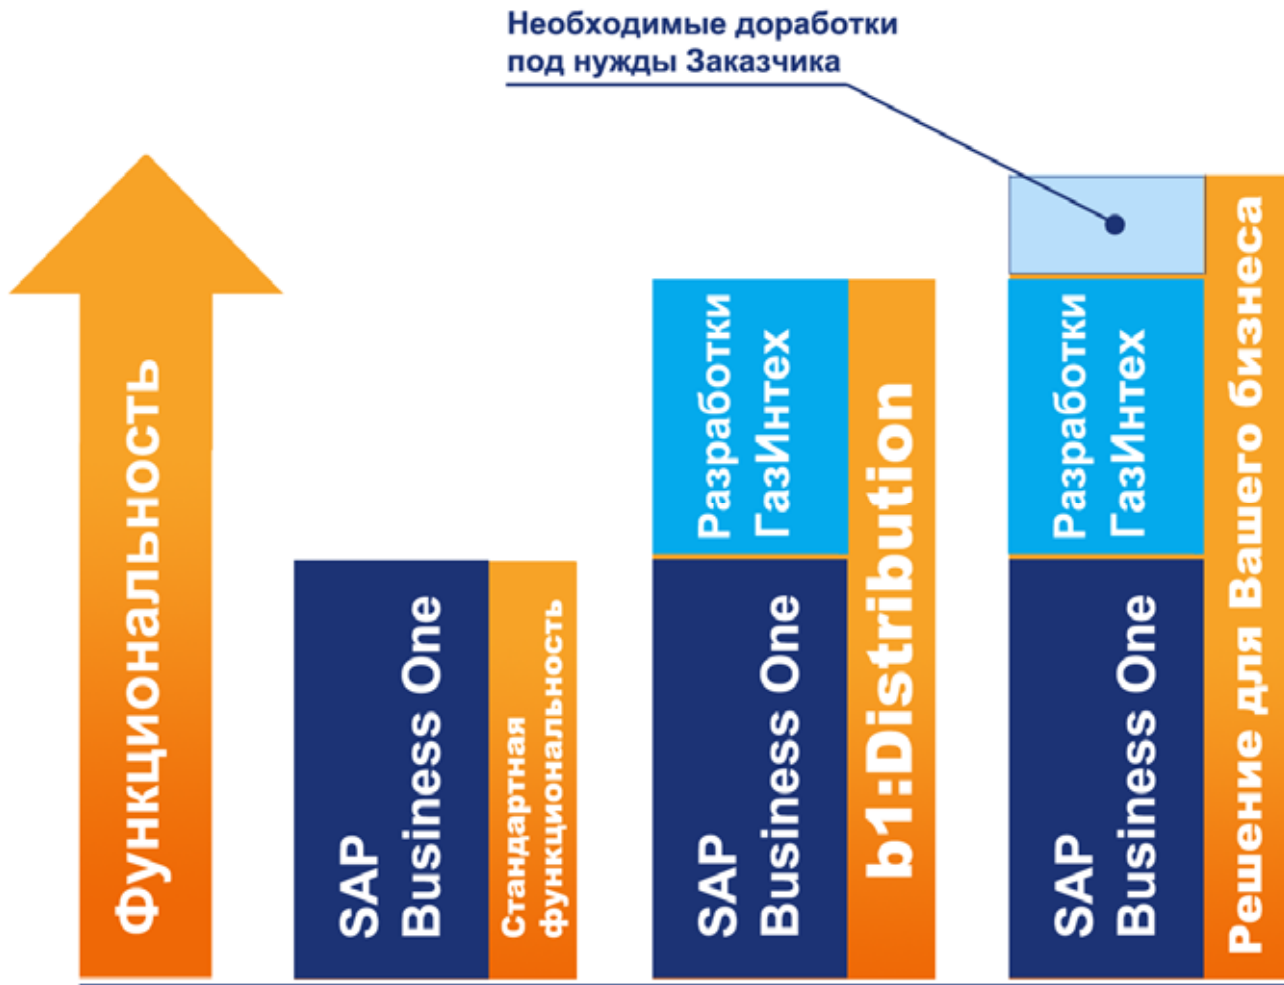 Необходимые доработки
под нужды Заказчика
Функциональность
SAP
Business One
Стандартная
функциональность
Разработки
ГазИнтех
SAP
Business One
b1:Distribution
Разработки
ГазИнтех
SAP
Business One
Решение для Вашего бизнеса